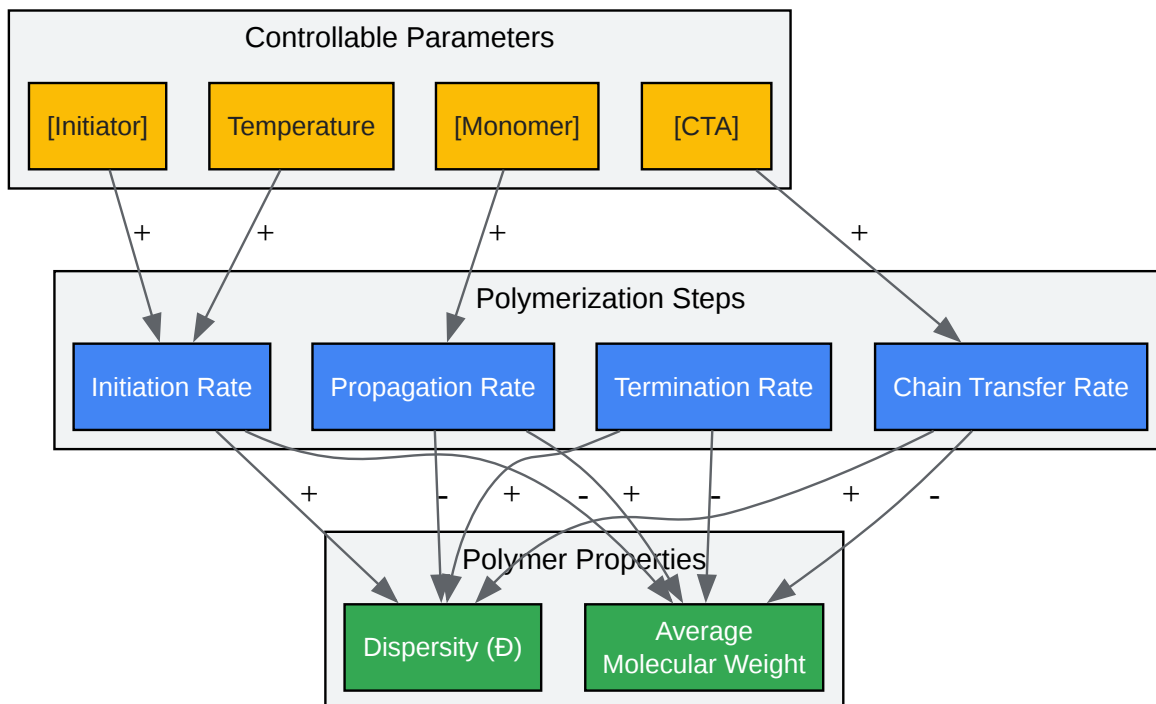 Controllable Parameters
[Initiator]
Temperature
[Monomer]
[CTA]
+
+
+
+
Polymerization Steps
Initiation Rate
Propagation Rate
Termination Rate
Chain Transfer Rate
+
-
+
-
+
-
+
-
Polymer Properties
Dispersity (Đ)
Average
Molecular Weight